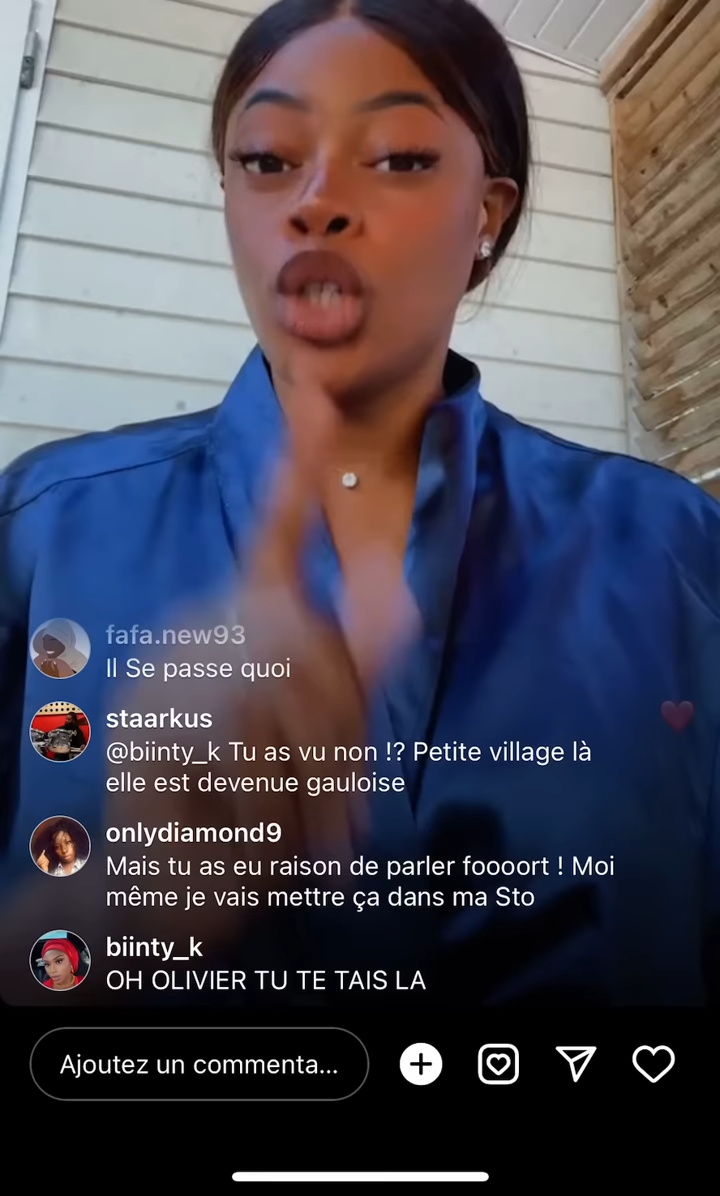 fafa.new93
Il Se passe quoi
staarkus
@biinty_k Tu as vu non !? Petite village là
elle est devenue gauloise
onlydiamond9
Mais tu as eu raison de parler foooort ! Moi
même je vais mettre ça dans ma Sto
biinty_k
OH OLIVIER TU TE TAIS LA
Ajoutez un commenta...